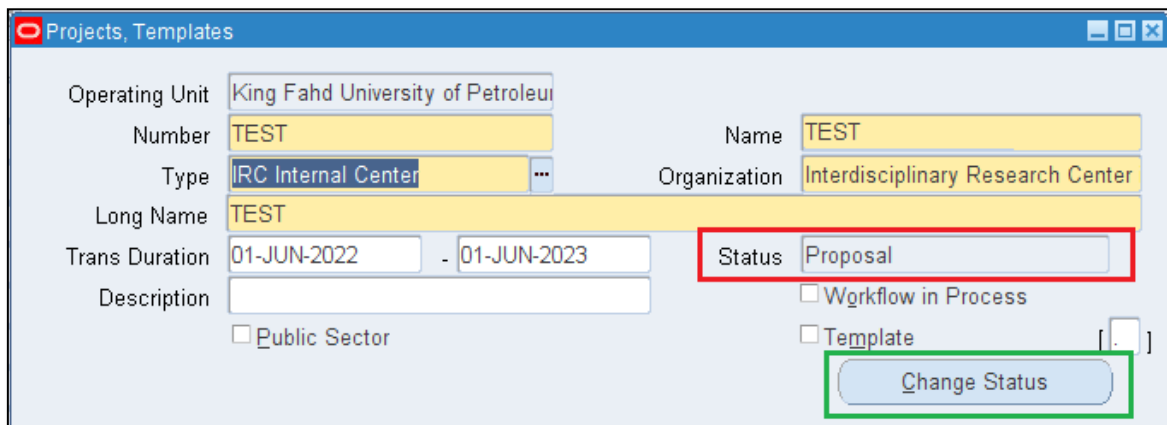 Projects, Templates
Operating Unit King Fahd University of Petroleu
Number TEST Name TEST
Type IRC Internal Center ... Organization Interdisciplinary Research Center
Long Name TEST
Trans Duration 01-JUN-2022 - 01-JUN-2023 Status Proposal
Description Workflow in Process
Public Sector Template [ . ]
Change Status